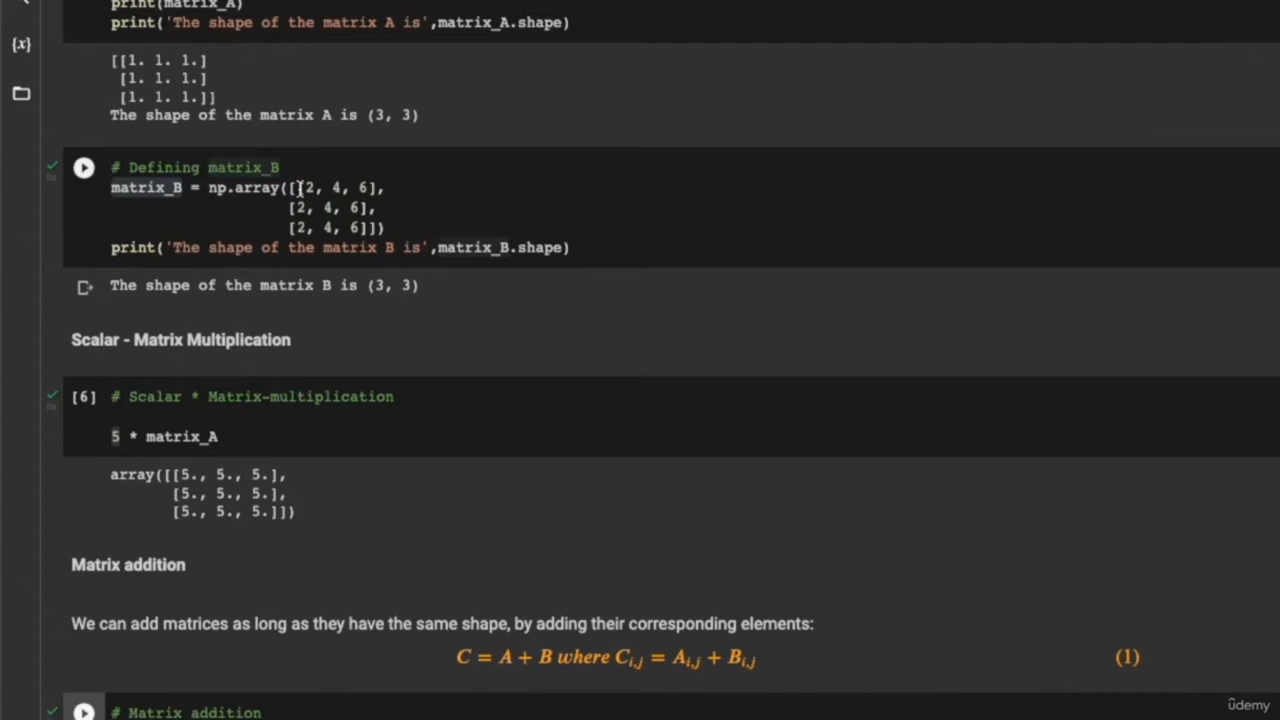 print(matrix_A)
print('The shape of the matrix A is',matrix_A.shape)
{x}
[[1. 1. 1.]
[1. 1. 1.]
[1. 1. 1.]]
The shape of the matrix A is (3, 3)
# Defining matrix_B
matrix_B = np.array([[2, 4, 6],
[2, 4, 6],
[2, 4, 6]])
print('The shape of the matrix B is',matrix_B.shape)
The shape of the matrix B is (3, 3)
Scalar - Matrix Multiplication
[6] # Scalar * Matrix-multiplication
5 * matrix_A
array([[5., 5., 5.],
[5., 5., 5.],
[5., 5., 5.]])
Matrix addition
We can add matrices as long as they have the same shape, by adding their corresponding elements:
C = A + B where C_{i,j} = A_{i,j} + B_{i,j} (1)
# Matrix addition
udemy